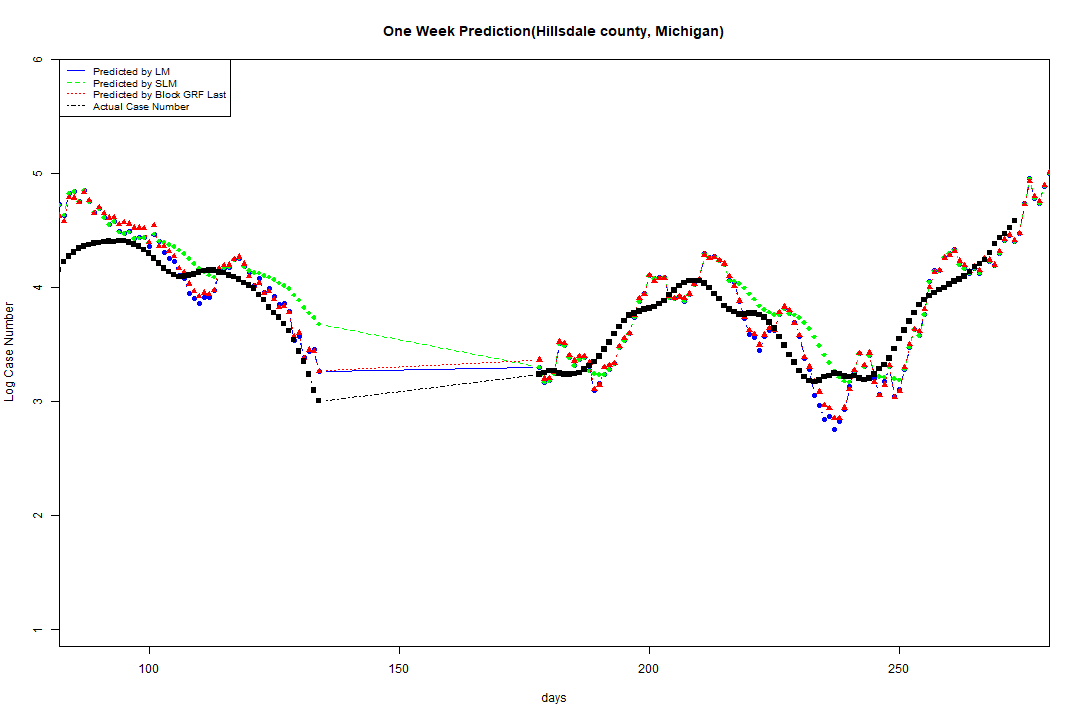 One Week Prediction(Hillsdale county, Michigan)
Predicted by LM
Predicted by SLM
Predicted by Block GRF Last
Actual Case Number
6
5
4
3
2
1
Log Case Number
100 150 200 250
days